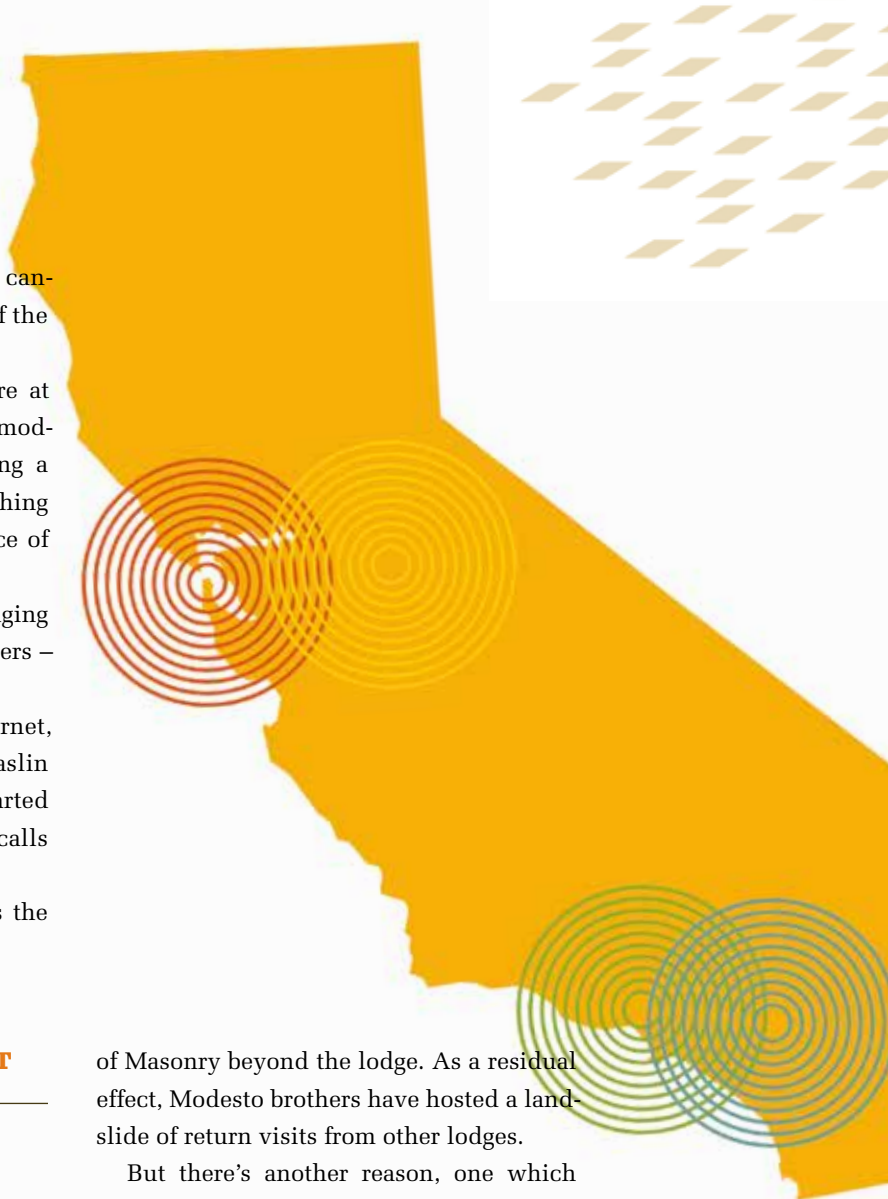 can-
f the
re at
mod-
ng a
hing
ce of
ging
ers –
rnet,
aslin
arted
calls
s the
T
of Masonry beyond the lodge. As a residual
effect, Modesto brothers have hosted a land-
slide of return visits from other lodges.
But there's another reason, one which